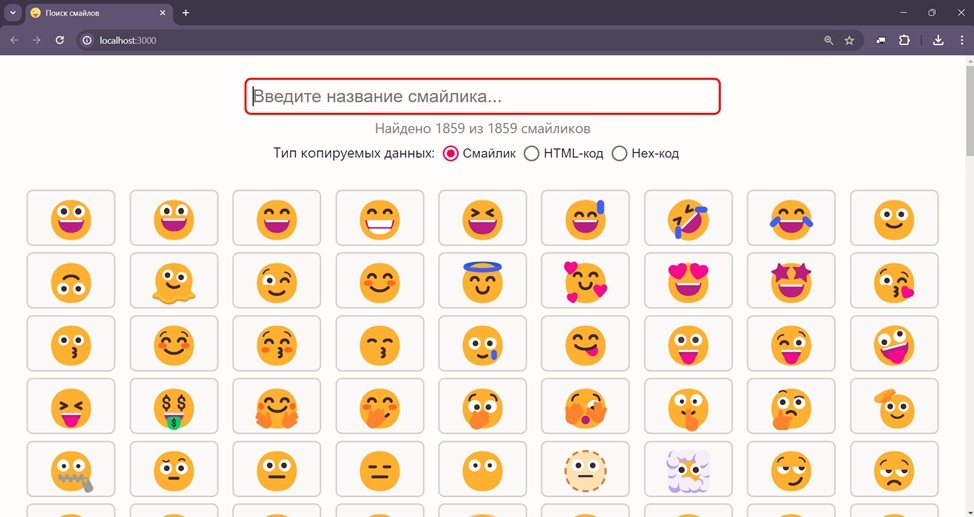 Поиск смайлов
localhost:3000
Введите название смайлика...
Найдено 1859 из 1859 смайликов
Тип копируемых данных: Смайлик HTML-код Hex-код